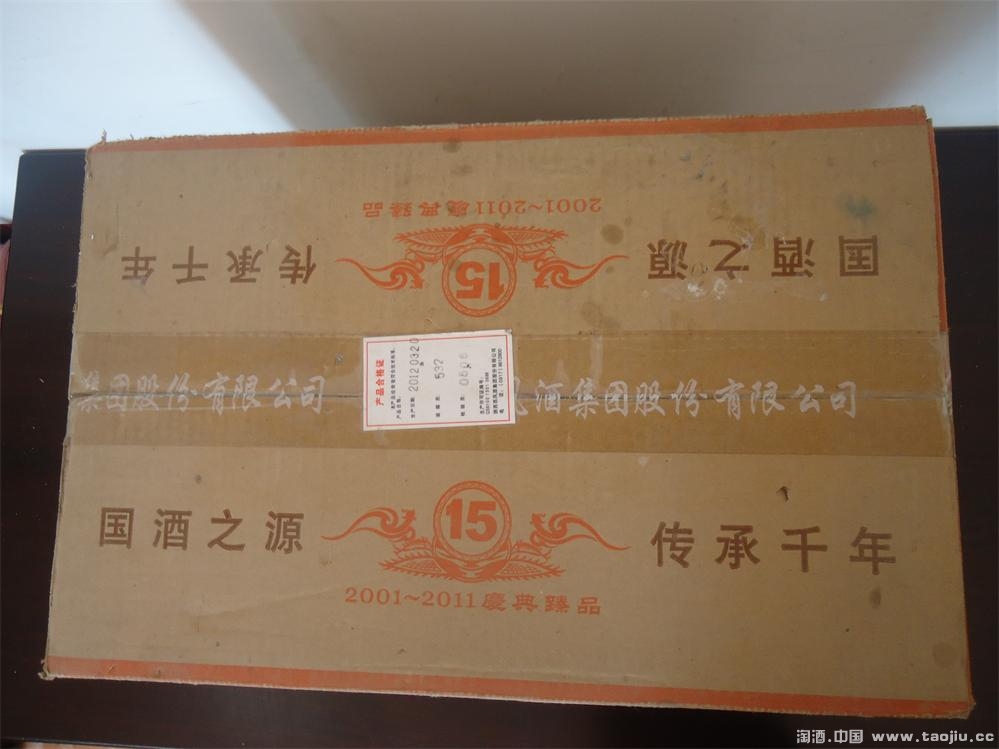 2001~2011慶典臻品
国酒之源
15
传承千年
产品合格证
20120320
537
集团股份有限公司
酒集团股份有限公司
国酒之源
15
传承千年
2001~2011慶典臻品
淘酒.中国 www.taojiu.cc